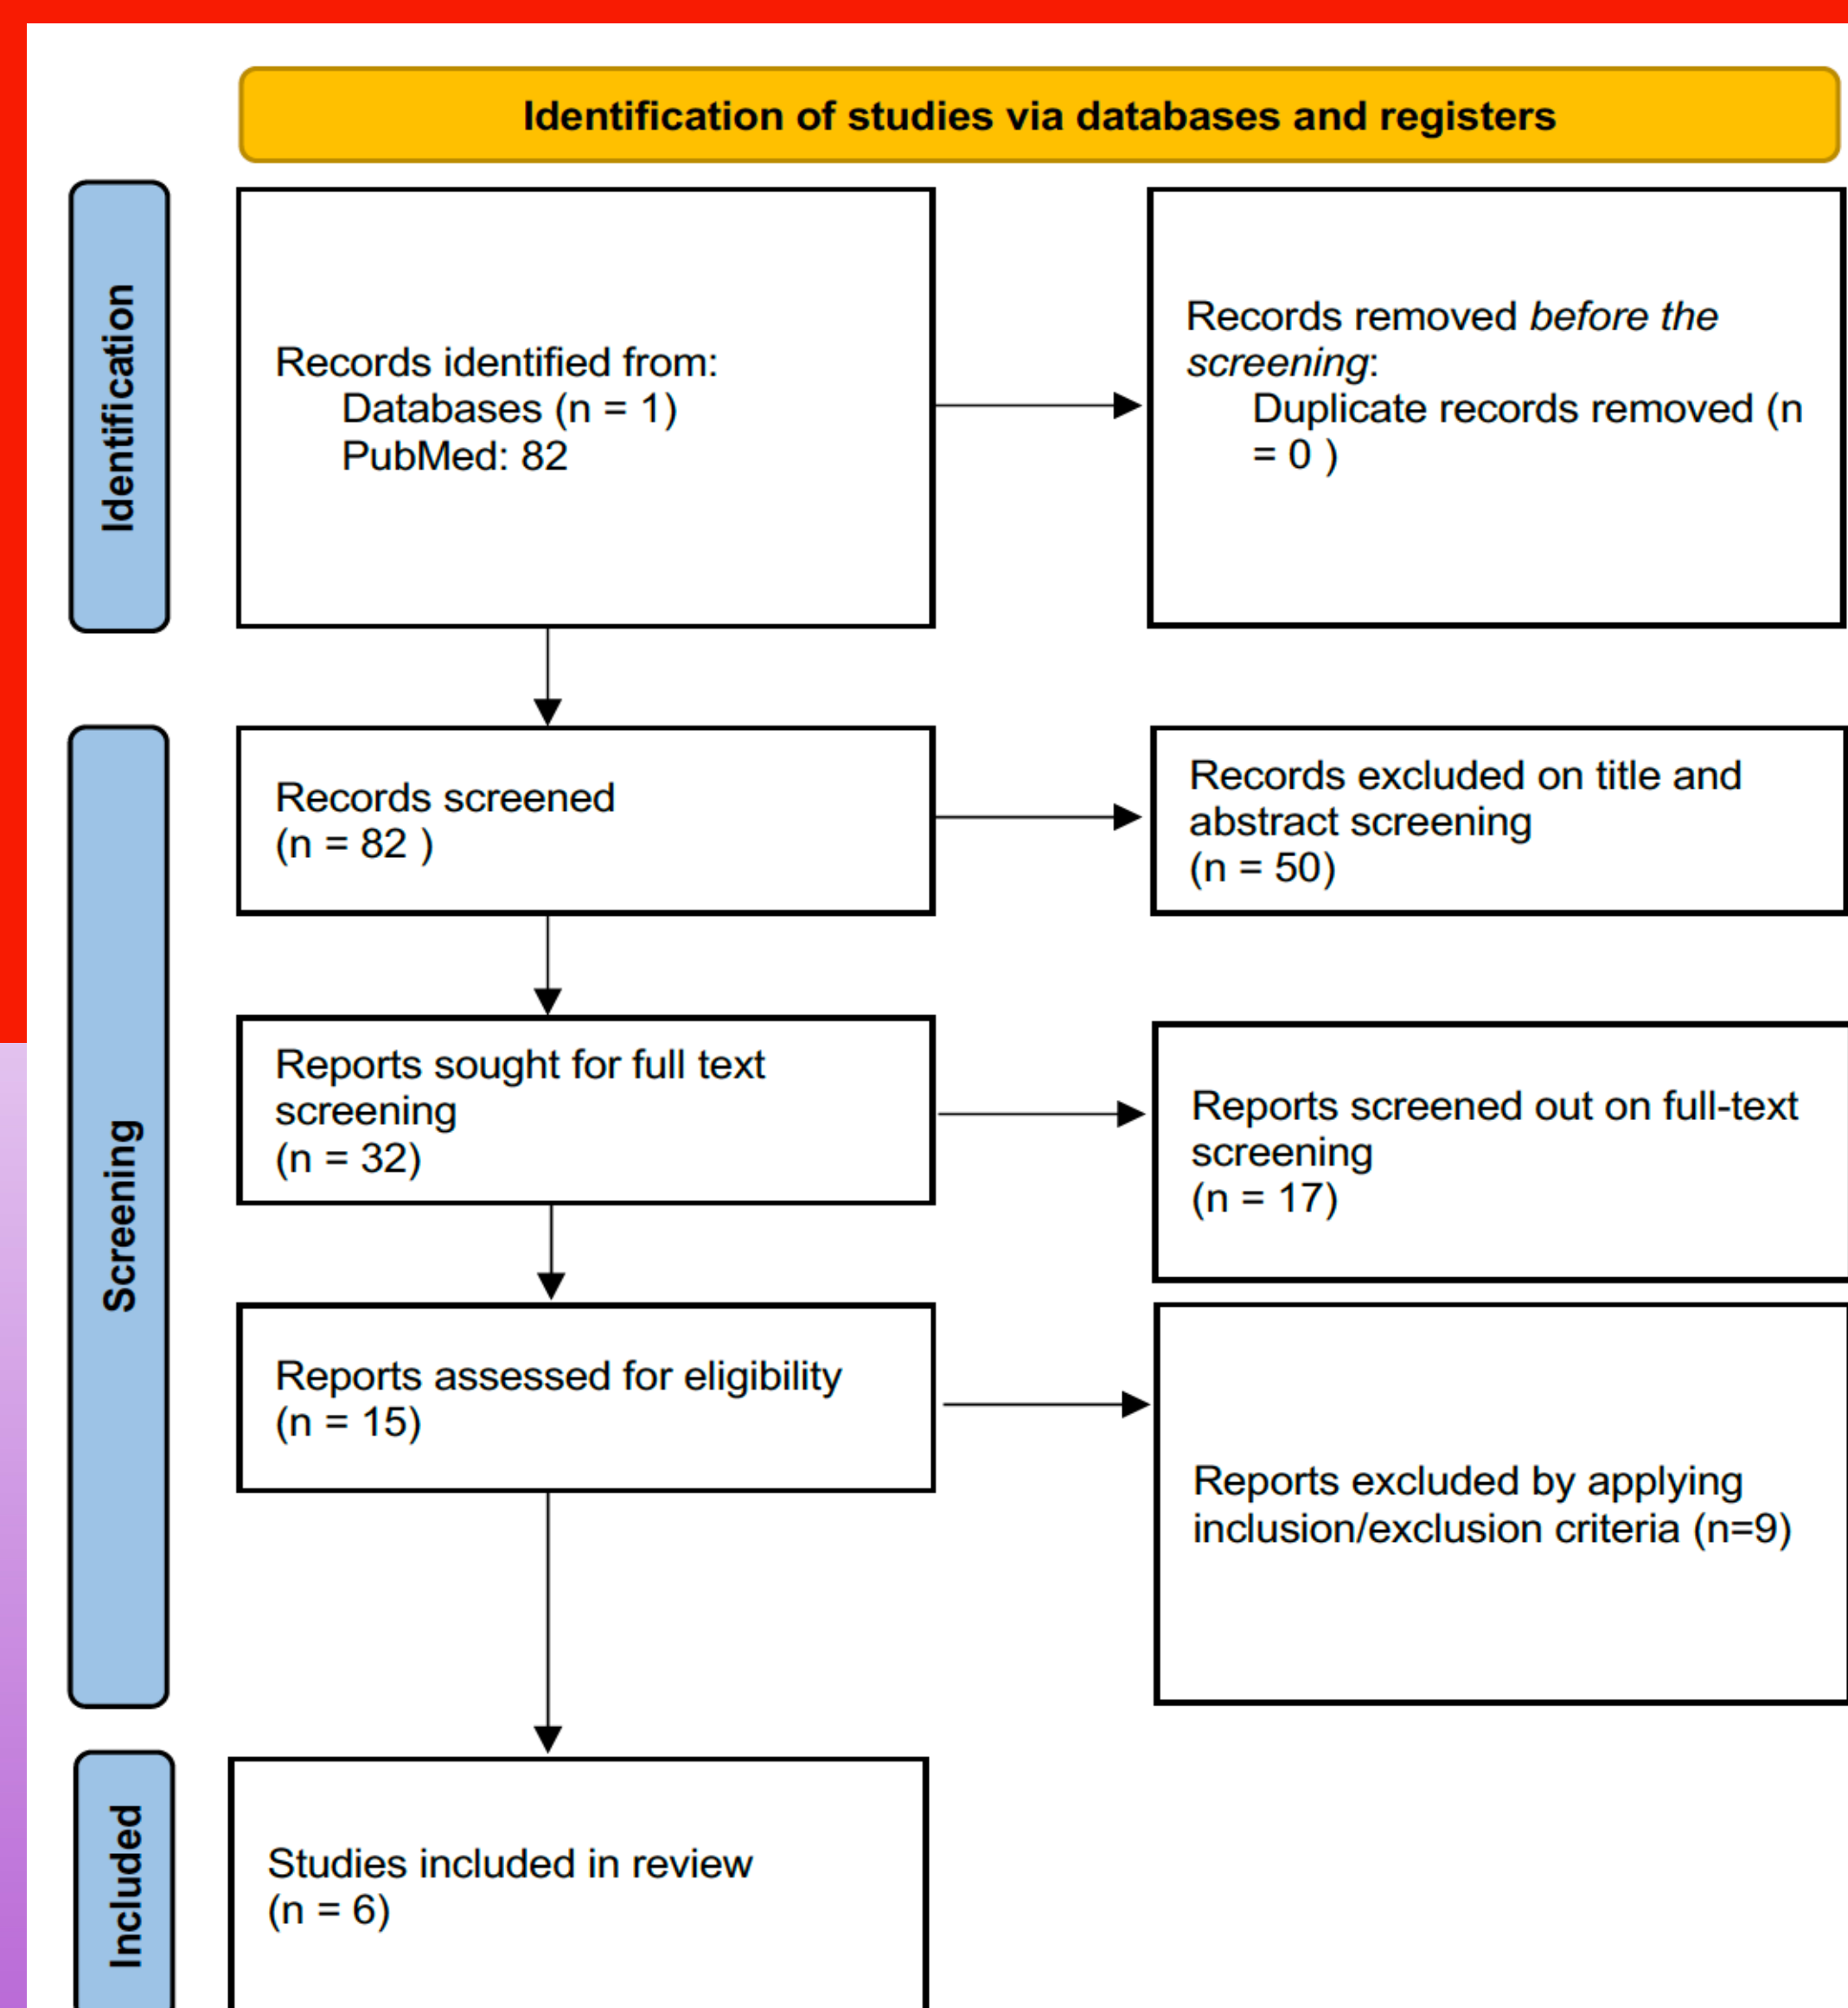 Identification of studies via databases and registers
Identification
Records identified from:
Databases (n = 1)
PubMed: 82
Records removed before the
screening:
Duplicate records removed (n
= 0 )
Screening
Records screened
(n = 82 )
Records excluded on title and
abstract screening
(n = 50)
Reports sought for full text
screening
(n = 32)
Reports screened out on full-text
screening
(n = 17)
Reports assessed for eligibility
(n = 15)
Reports excluded by applying
inclusion/exclusion criteria (n=9)
Included
Studies included in review
(n = 6)